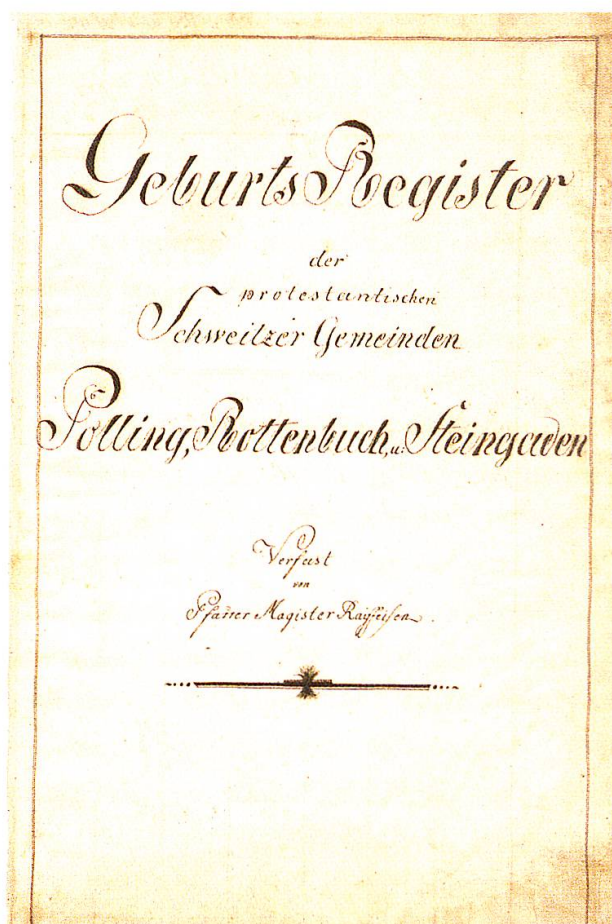 Geburts Register
der
protestantischen
Schweitzer Gemeinden
Polling, Rottenbuch, u: Steingaden
Verfast
von
Pfarrer Magister Raiffeisen